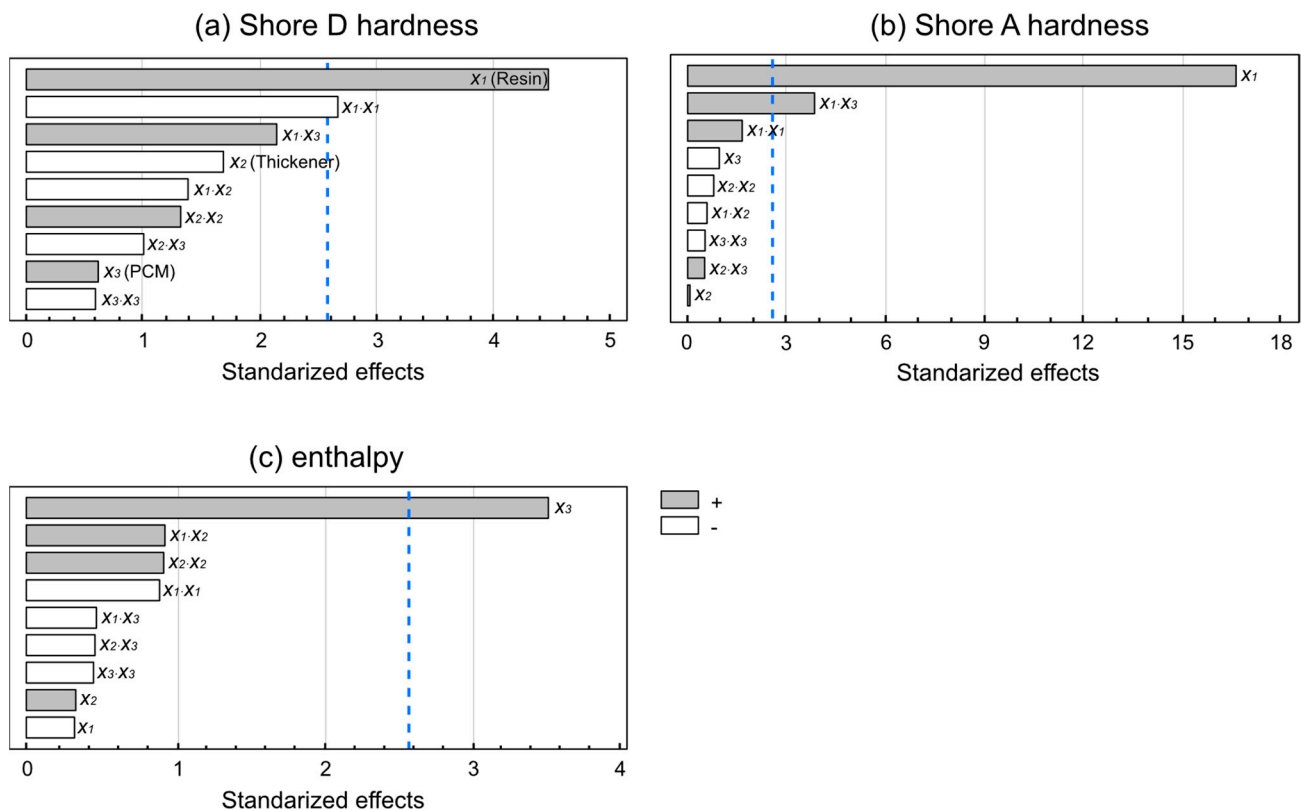 (a) Shore D hardness
x1 (Resin)
x1·x1
x1·x3
x2 (Thickener)
x1·x2
x2·x2
x2·x3
x3 (PCM)
x3·x3
0 1 2 3 4 5
Standarized effects
(b) Shore A hardness
x1
x1·x3
x1·x1
x3
x2·x2
x1·x2
x3·x3
x2·x3
x2
0 3 6 9 12 15 18
Standarized effects
(c) enthalpy
x3
x1·x2
x2·x2
x1·x1
x1·x3
x2·x3
x3·x3
x2
x1
0 1 2 3 4
Standarized effects
+
-